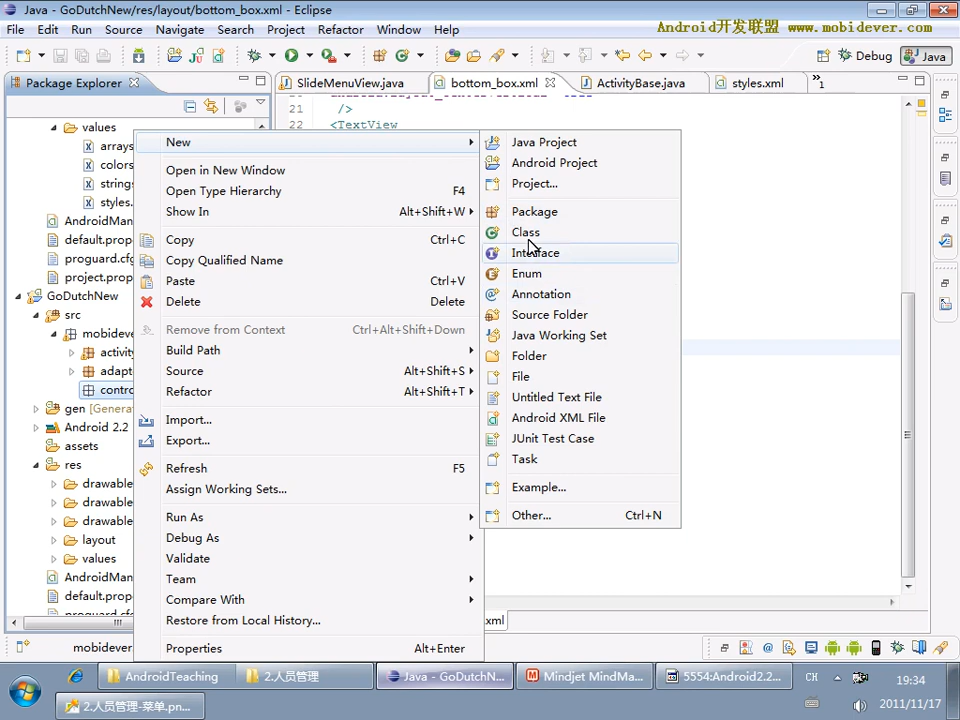 Java - GoDutchNew/res/layout/bottom_box.xml - Eclipse
File Edit Run Source Navigate Search Project Refactor Window Help
Android开发联盟 www.mobidever.com
Debug Java
Package Explorer
SlideMenuView.java bottom_box.xml ActivityBase.java styles.xml »1
21 />
22 <TextView
values
arrays
colors
strings
styles.
AndroidMan
default.prop
proguard.cfg
project.prop
GoDutchNew
src
mobideve
activity
adapt
contro
gen [Genera
Android 2.2
assets
res
drawable
drawable
drawable
layout
values
AndroidMan
default.prop
New
Open in New Window
Open Type Hierarchy F4
Show In Alt+Shift+W
Copy Ctrl+C
Copy Qualified Name
Paste Ctrl+V
Delete Delete
Remove from Context Ctrl+Alt+Shift+Down
Build Path
Source Alt+Shift+S
Refactor Alt+Shift+T
Import...
Export...
Refresh F5
Assign Working Sets...
Run As
Debug As
Validate
Team
Compare With
Restore from Local History...
Properties Alt+Enter
Java Project
Android Project
Project...
Package
Class
Interface
Enum
Annotation
Source Folder
Java Working Set
Folder
File
Untitled Text File
Android XML File
JUnit Test Case
Task
Example...
Other... Ctrl+N
xml
mobidever
AndroidTeaching 2.人员管理 Java - GoDutchN... Mindjet MindMa... 5554:Android2.2... CH 19:34
2.人员管理-菜单.pn... 2011/11/17